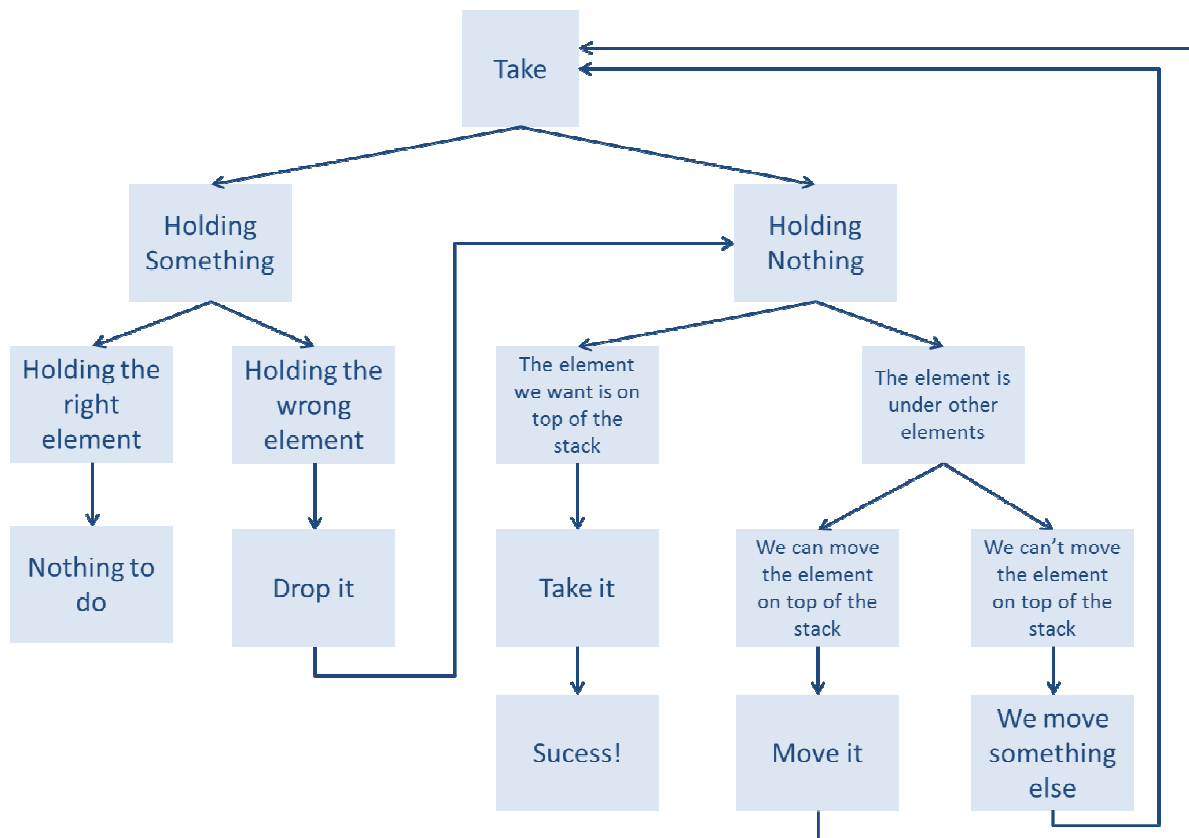 Take
Holding
Something
Holding
Nothing
Holding the
right
element
Holding the
wrong
element
The element
we want is on
top of the
stack
The element is
under other
elements
Nothing to
do
Drop it
Take it
We can move
the element
on top of the
stack
We can't move
the element
on top of the
stack
Sucess!
Move it
We move
something
else